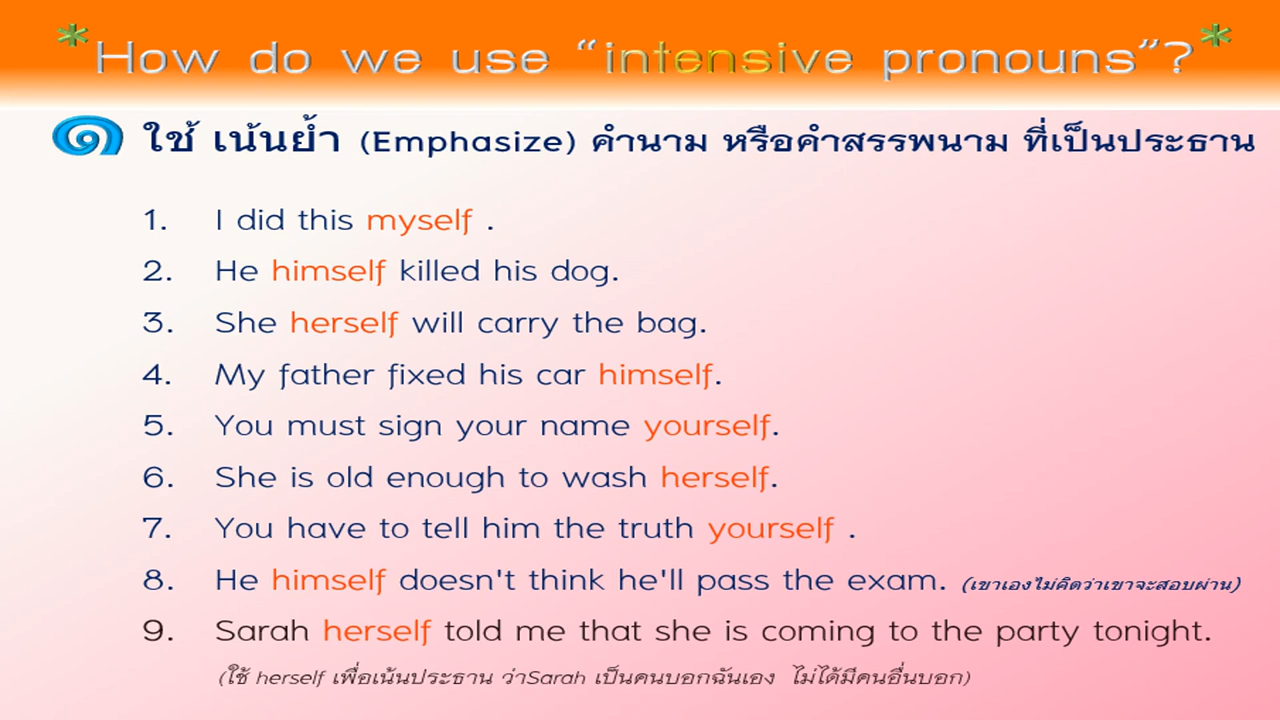 *How do we use “intensive pronouns”?*
๑ ใช้ เน้นย้ำ (Emphasize) คำนาม หรือคำสรรพนาม ที่เป็นประธาน
1. I did this myself .
2. He himself killed his dog.
3. She herself will carry the bag.
4. My father fixed his car himself.
5. You must sign your name yourself.
6. She is old enough to wash herself.
7. You have to tell him the truth yourself .
8. He himself doesn't think he'll pass the exam. (เขาเองไม่คิดว่าเขาจะสอบผ่าน)
9. Sarah herself told me that she is coming to the party tonight.
(ใช้ herself เพื่อเน้นประธาน ว่าSarah เป็นคนบอกฉันเอง ไม่ได้มีคนอื่นบอก)